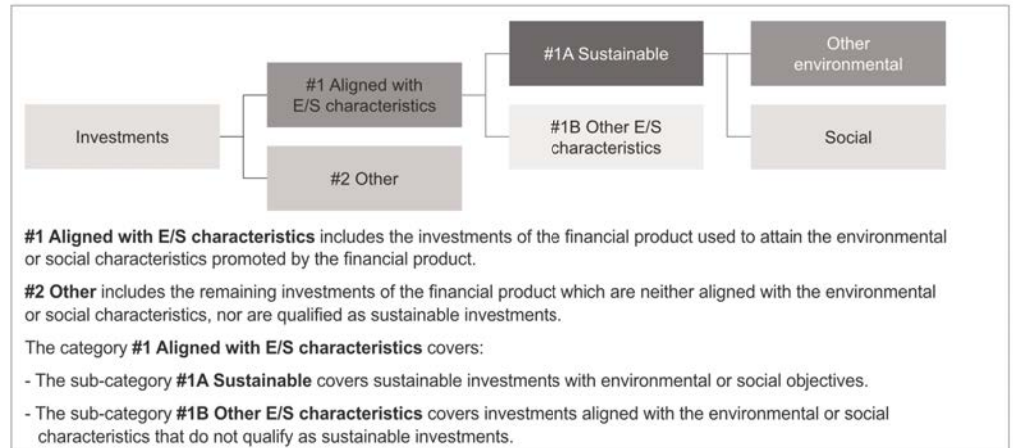 #1A Sustainable
Other
environmental
#1 Aligned with
E/S characteristics
Investments
#1B Other E/S
characteristics
Social
#2 Other
#1 Aligned with E/S characteristics includes the investments of the financial product used to attain the environmental
or social characteristics promoted by the financial product.
#2 Other includes the remaining investments of the financial product which are neither aligned with the environmental
or social characteristics, nor are qualified as sustainable investments.
The category #1 Aligned with E/S characteristics covers:
- The sub-category #1A Sustainable covers sustainable investments with environmental or social objectives.
- The sub-category #1B Other E/S characteristics covers investments aligned with the environmental or social
characteristics that do not qualify as sustainable investments.